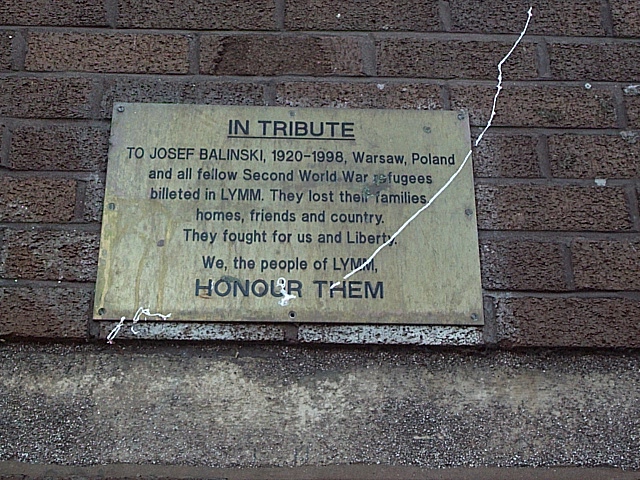 IN TRIBUTE
TO JOSEF BALINSKI, 1920-1998, Warsaw, Poland
and all fellow Second World War refugees
billeted in LYMM. They lost their families,
homes, friends and country.
They fought for us and Liberty.
We, the people of LYMM,
HONOUR THEM